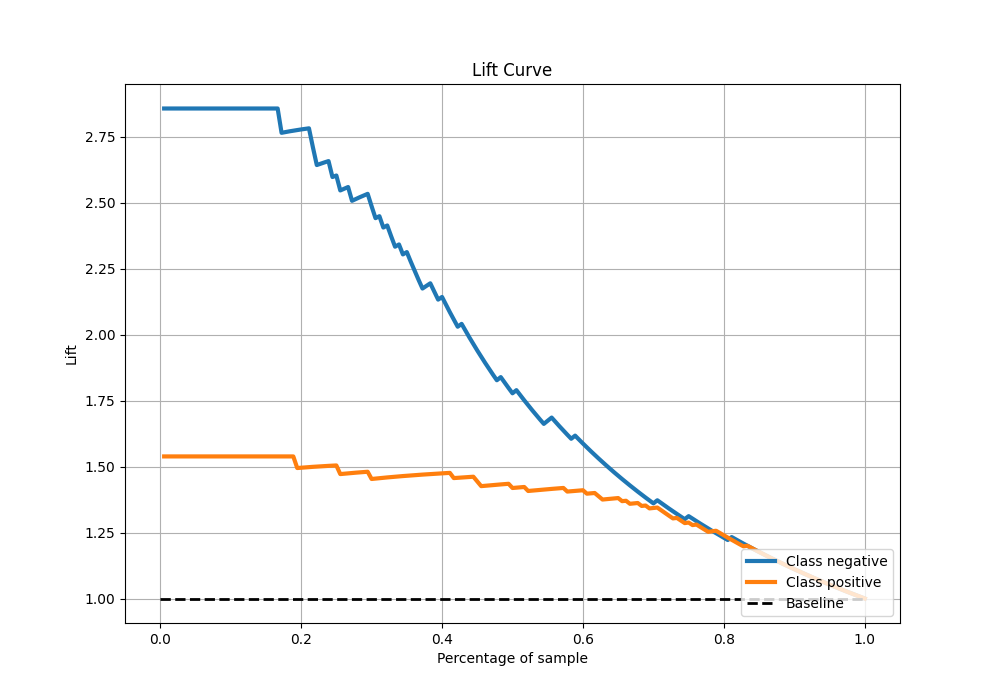 Lift Curve
Lift
2.75
2.50
2.25
2.00
1.75
1.50
1.25
1.00
0.0 0.2 0.4 0.6 0.8 1.0
Percentage of sample
Class negative
Class positive
Baseline